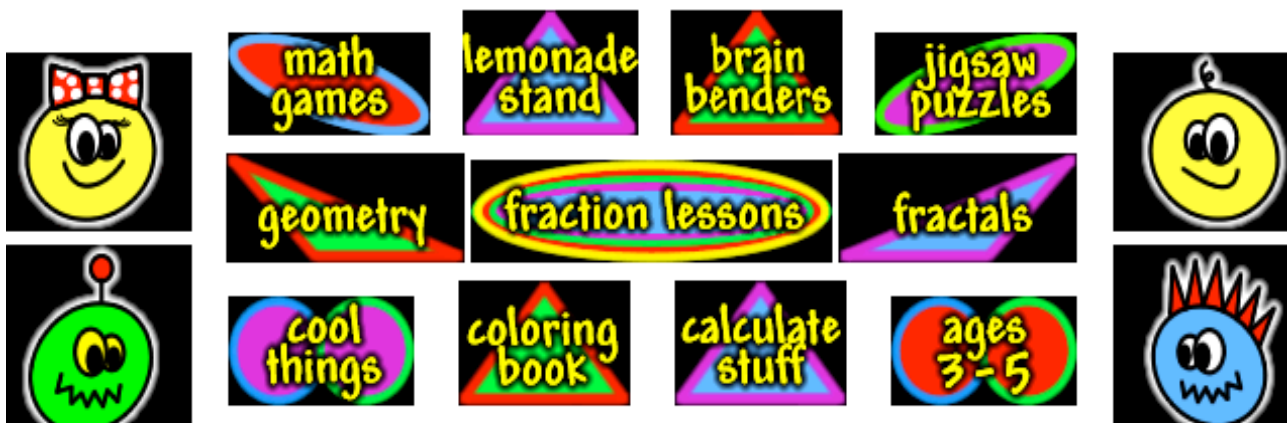 math
games
lemonade
stand
brain
benders
jigsaw
puzzles
geometry
fraction lessons
fractals
cool
things
coloring
book
calculate
stuff
ages
3-5